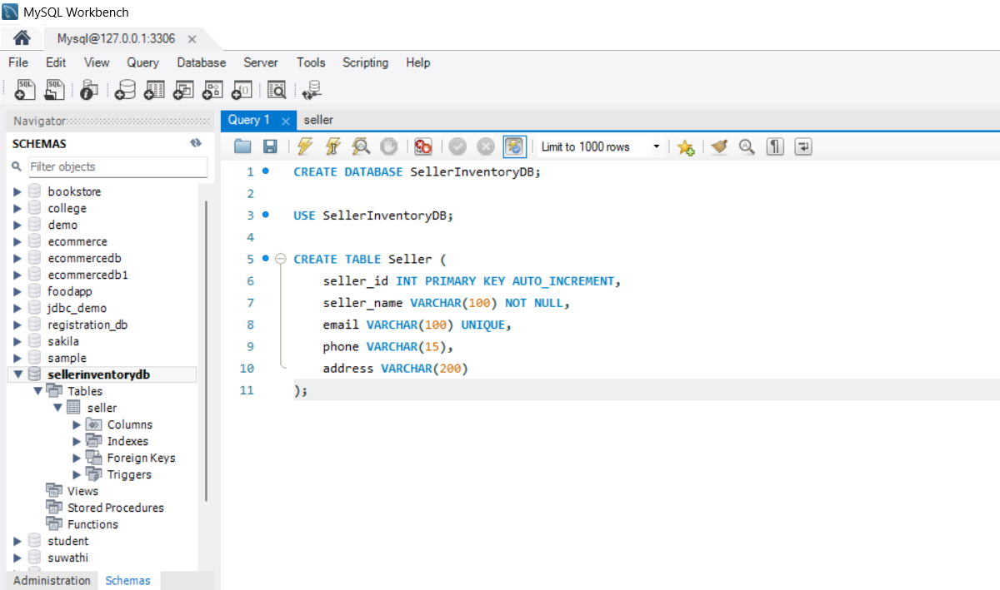 MySQL Workbench
Mysql@127.0.0.1:3306
File Edit View Query Database Server Tools Scripting Help
Navigator
SCHEMAS
Filter objects
bookstore
college
demo
ecommerce
ecommercedb
ecommercedb1
foodapp
jdbc_demo
registration_db
sakila
sample
sellerinventorydb
Tables
seller
Columns
Indexes
Foreign Keys
Triggers
Views
Stored Procedures
Functions
student
suwathi
Administration Schemas
Query 1 seller
Limit to 1000 rows
1 CREATE DATABASE SellerInventoryDB;
2
3 USE SellerInventoryDB;
4
5 CREATE TABLE Seller (
6 seller_id INT PRIMARY KEY AUTO_INCREMENT,
7 seller_name VARCHAR(100) NOT NULL,
8 email VARCHAR(100) UNIQUE,
9 phone VARCHAR(15),
10 address VARCHAR(200)
11 );